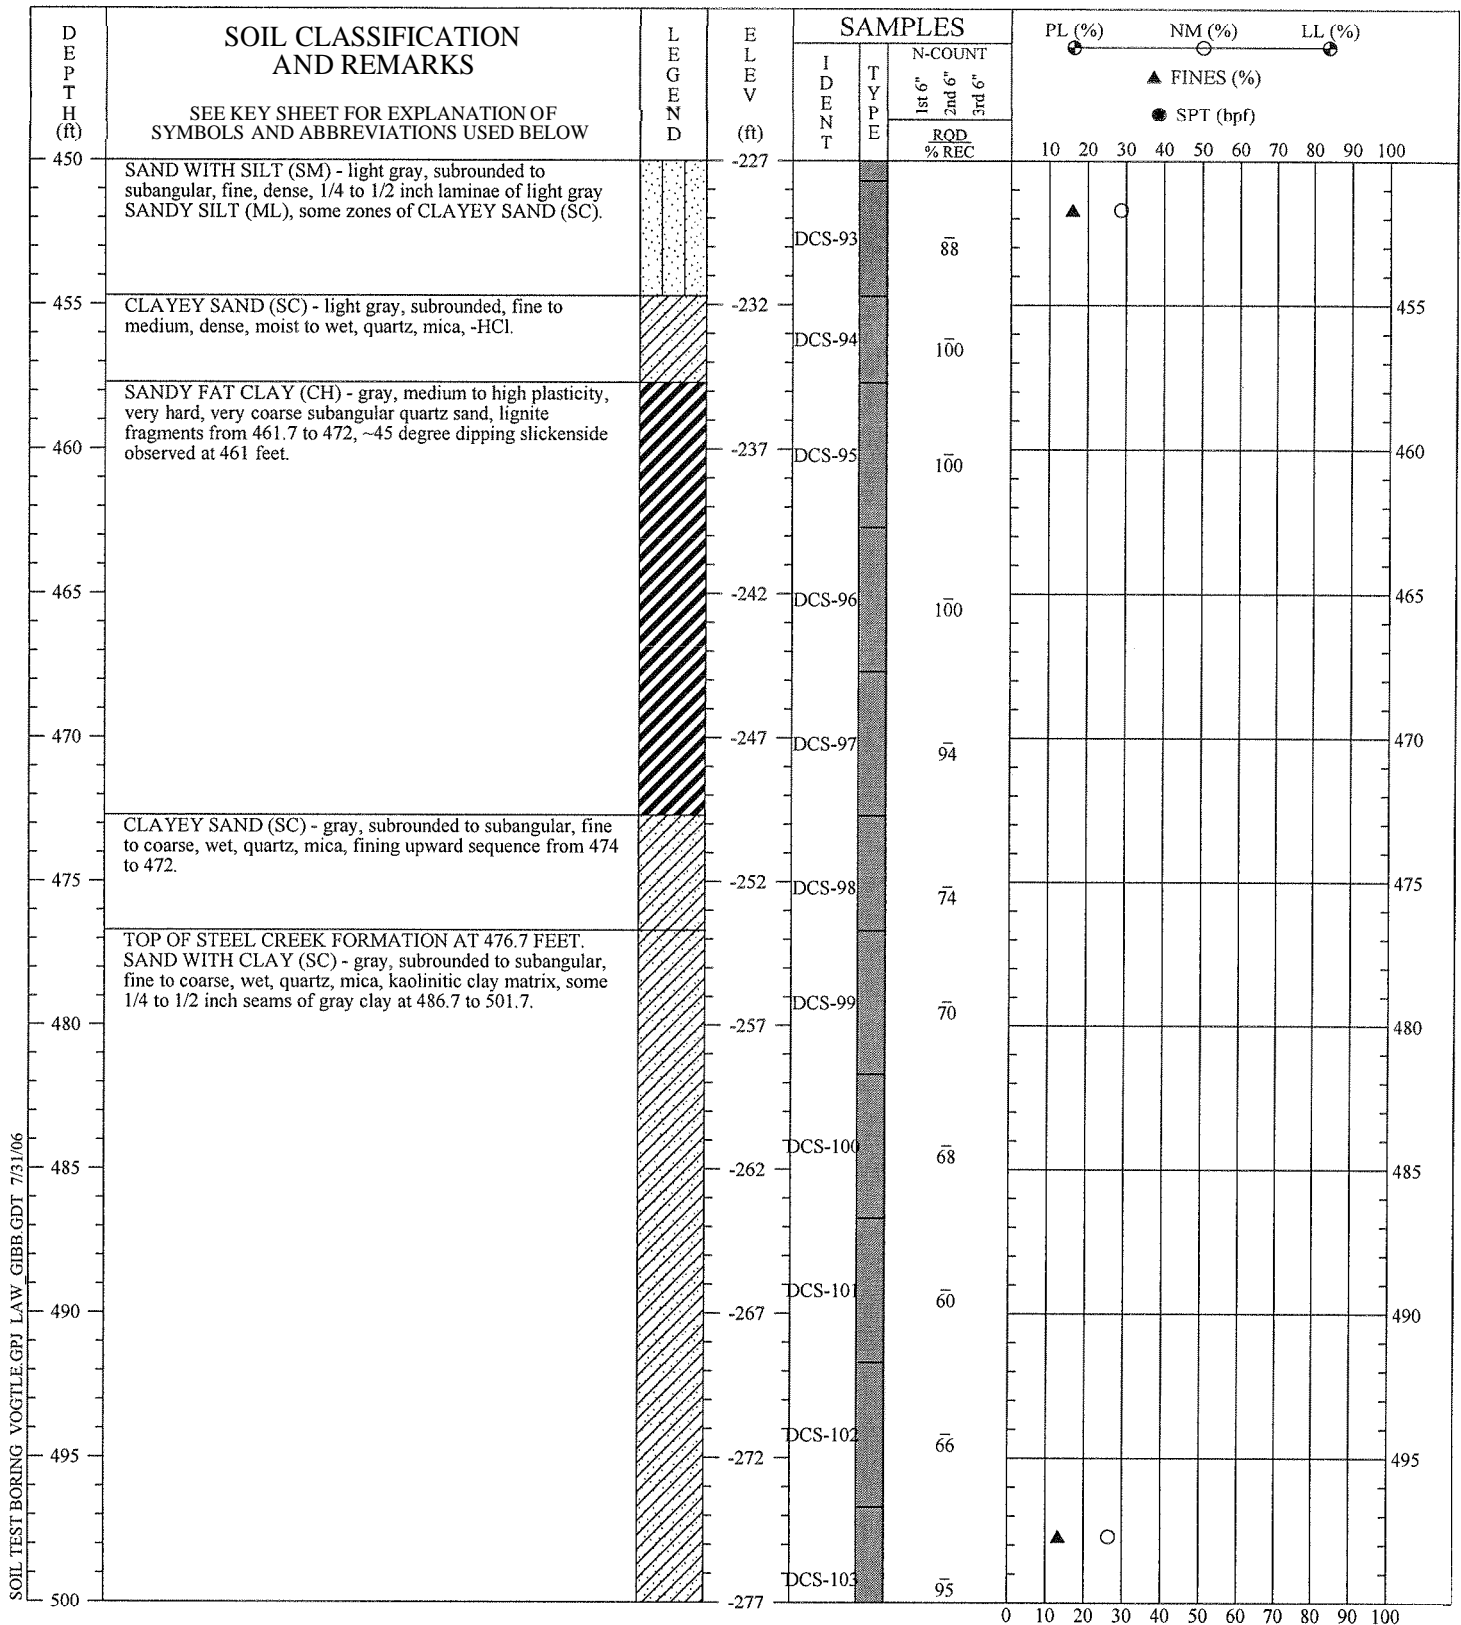 DEPTH (ft)
SOIL CLASSIFICATION
AND REMARKS
SEE KEY SHEET FOR EXPLANATION OF
SYMBOLS AND ABBREVIATIONS USED BELOW
LEGEND
ELEV (ft)
SAMPLES
IDENT
TYPE
N-COUNT
1st 6"
2nd 6"
3rd 6"
RQD
% REC
PL (%) NM (%) LL (%)
▲ FINES (%)
● SPT (bpf)
10 20 30 40 50 60 70 80 90 100
450
SAND WITH SILT (SM) - light gray, subrounded to
subangular, fine, dense, 1/4 to 1/2 inch laminae of light gray
SANDY SILT (ML), some zones of CLAYEY SAND (SC).
-227
DCS-93
88
455
CLAYEY SAND (SC) - light gray, subrounded, fine to
medium, dense, moist to wet, quartz, mica, -HCl.
-232
455
DCS-94
100
SANDY FAT CLAY (CH) - gray, medium to high plasticity,
very hard, very coarse subangular quartz sand, lignite
fragments from 461.7 to 472, ~45 degree dipping slickenside
observed at 461 feet.
460
-237
DCS-95
100
460
465
-242
DCS-96
100
465
470
-247
DCS-97
94
470
CLAYEY SAND (SC) - gray, subrounded to subangular, fine
to coarse, wet, quartz, mica, fining upward sequence from 474
to 472.
475
-252
DCS-98
74
475
TOP OF STEEL CREEK FORMATION AT 476.7 FEET.
SAND WITH CLAY (SC) - gray, subrounded to subangular,
fine to coarse, wet, quartz, mica, kaolinitic clay matrix, some
1/4 to 1/2 inch seams of gray clay at 486.7 to 501.7.
DCS-99
70
480
-257
480
DCS-100
68
485
-262
485
DCS-101
60
490
-267
490
DCS-102
66
495
-272
495
DCS-103
95
500
-277
0 10 20 30 40 50 60 70 80 90 100
SOIL TEST BORING VOGTLE.GPJ LAW_GIBB.GDT 7/31/06